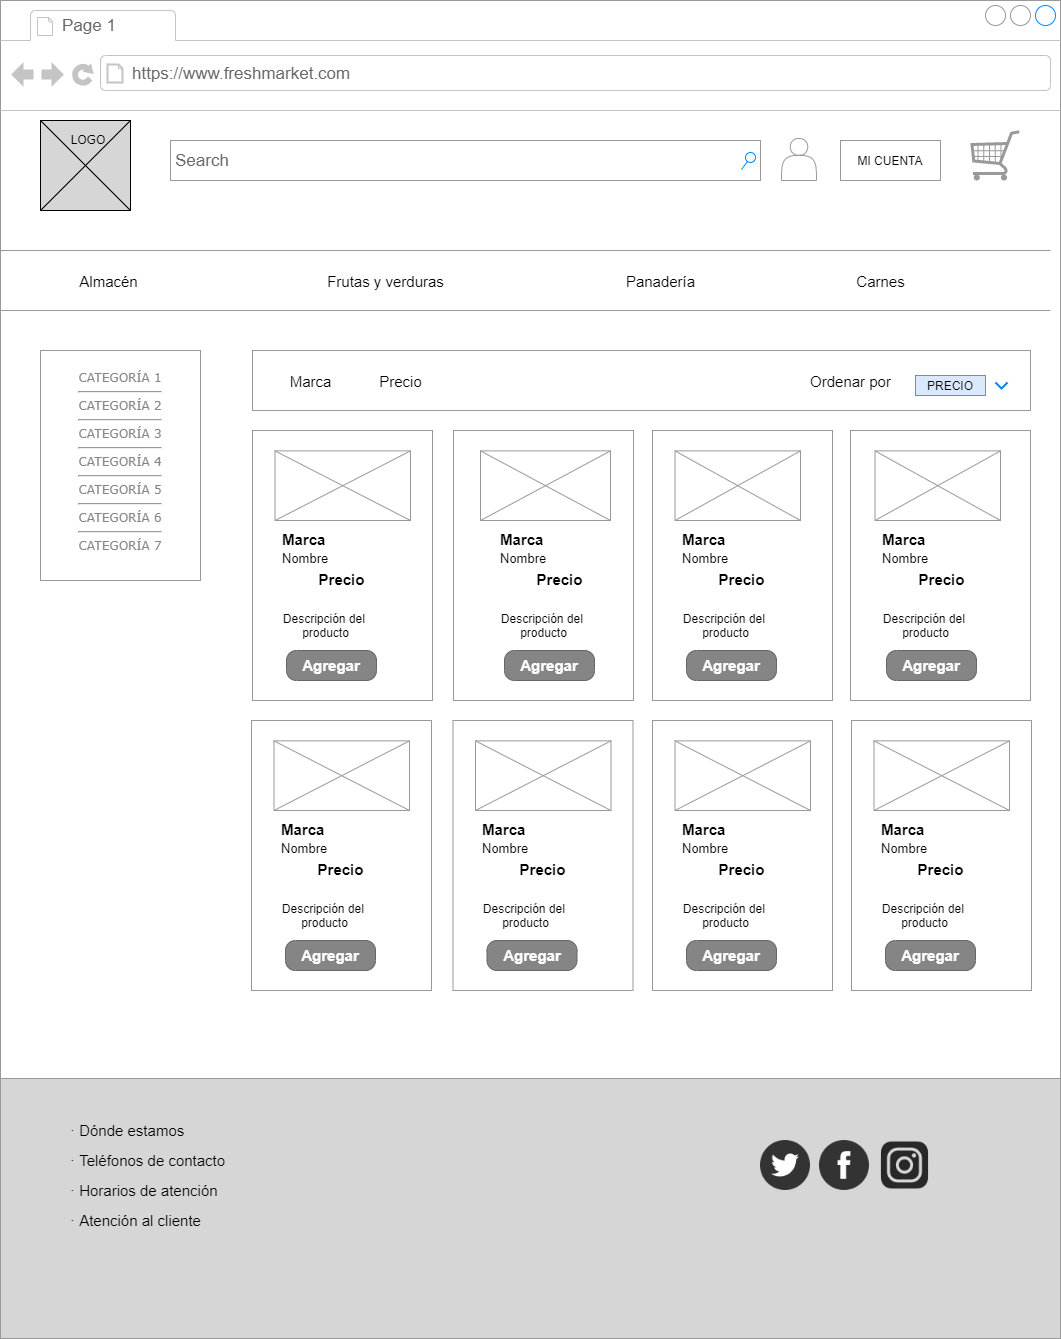 Page 1
https://www.freshmarket.com
LOGO
Search
MI CUENTA
Almacén
Frutas y verduras
Panadería
Carnes
CATEGORÍA 1
CATEGORÍA 2
CATEGORÍA 3
CATEGORÍA 4
CATEGORÍA 5
CATEGORÍA 6
CATEGORÍA 7
Marca
Precio
Ordenar por
PRECIO
Marca
Nombre
Precio
Descripción del
producto
Agregar
Marca
Nombre
Precio
Descripción del
producto
Agregar
Marca
Nombre
Precio
Descripción del
producto
Agregar
Marca
Nombre
Precio
Descripción del
producto
Agregar
Marca
Nombre
Precio
Descripción del
producto
Agregar
Marca
Nombre
Precio
Descripción del
producto
Agregar
Marca
Nombre
Precio
Descripción del
producto
Agregar
Marca
Nombre
Precio
Descripción del
producto
Agregar
· Dónde estamos
· Teléfonos de contacto
· Horarios de atención
· Atención al cliente